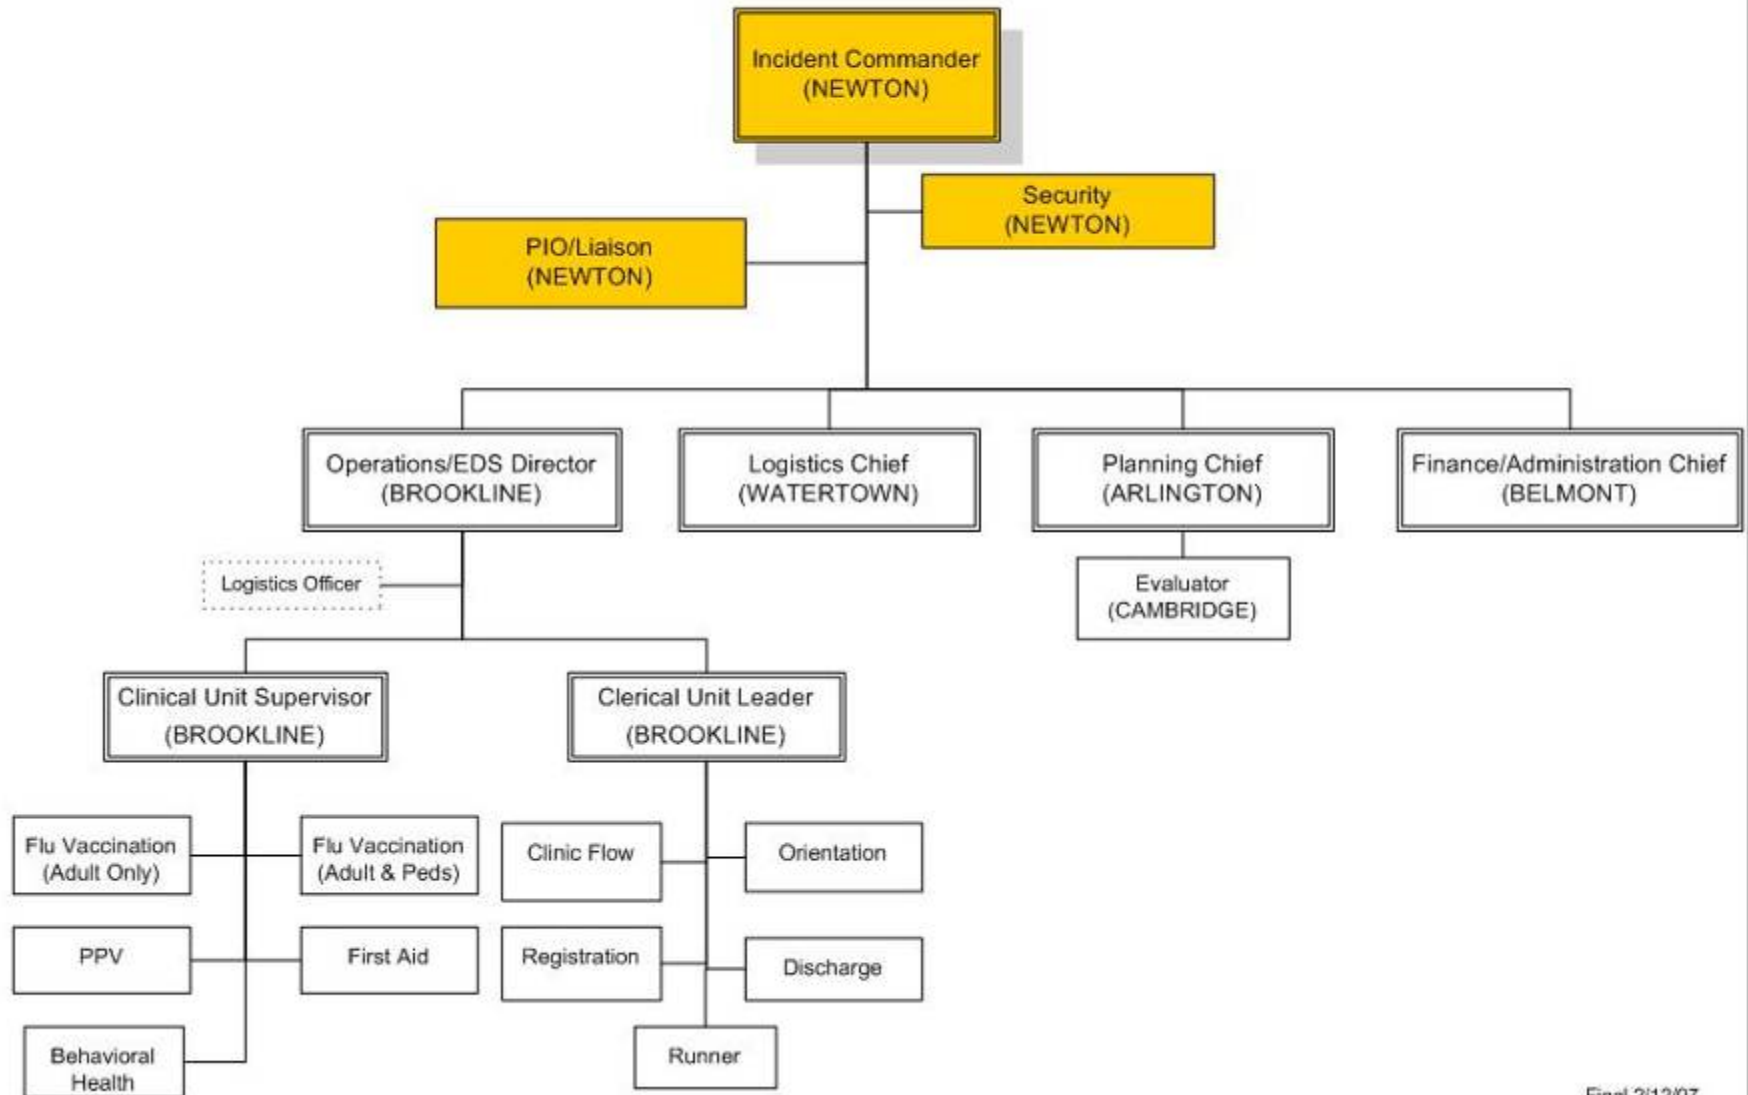 Incident Commander
(NEWTON)
Security
(NEWTON)
PIO/Liaison
(NEWTON)
Operations/EDS Director
(BROOKLINE)
Logistics Chief
(WATERTOWN)
Planning Chief
(ARLINGTON)
Finance/Administration Chief
(BELMONT)
Logistics Officer
Evaluator
(CAMBRIDGE)
Clinical Unit Supervisor
(BROOKLINE)
Clerical Unit Leader
(BROOKLINE)
Flu Vaccination
(Adult Only)
Flu Vaccination
(Adult & Peds)
Clinic Flow
Orientation
PPV
First Aid
Registration
Discharge
Behavioral
Health
Runner
Final